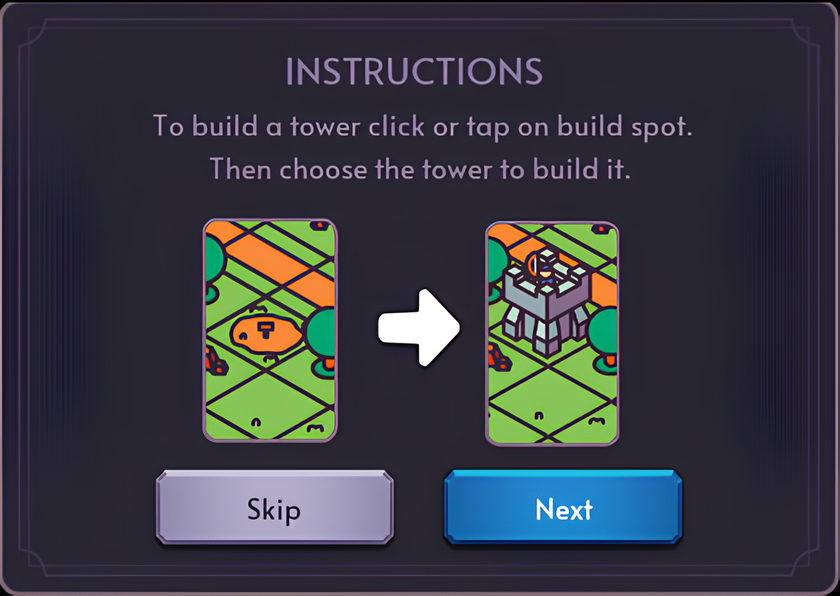 INSTRUCTIONS
To build a tower click or tap on build spot.
Then choose the tower to build it.
Skip
Next